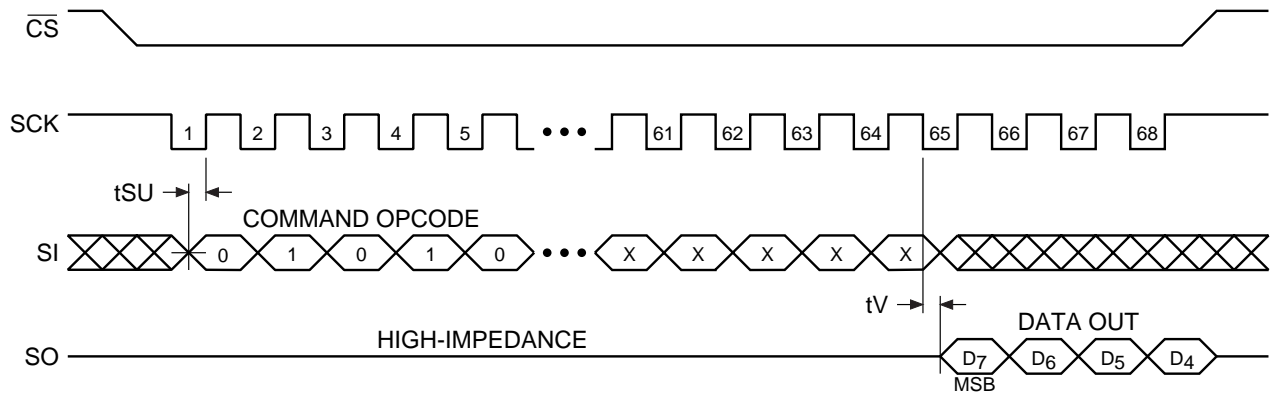 CS
SCK 1 2 3 4 5 ••• 61 62 63 64 65 66 67 68
tSU
COMMAND OPCODE
SI 0 1 0 1 0 ••• X X X X X
tV
HIGH-IMPEDANCE
DATA OUT
SO D7 D6 D5 D4
MSB